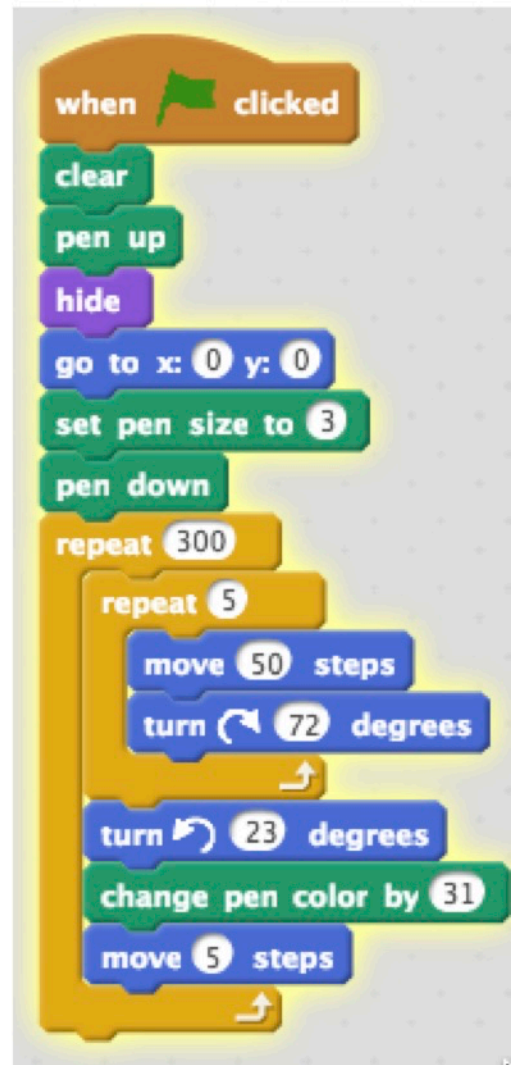 when clicked
clear
pen up
hide
go to x: 0 y: 0
set pen size to 3
pen down
repeat 300
repeat 5
move 50 steps
turn 72 degrees
turn 23 degrees
change pen color by 31
move 5 steps